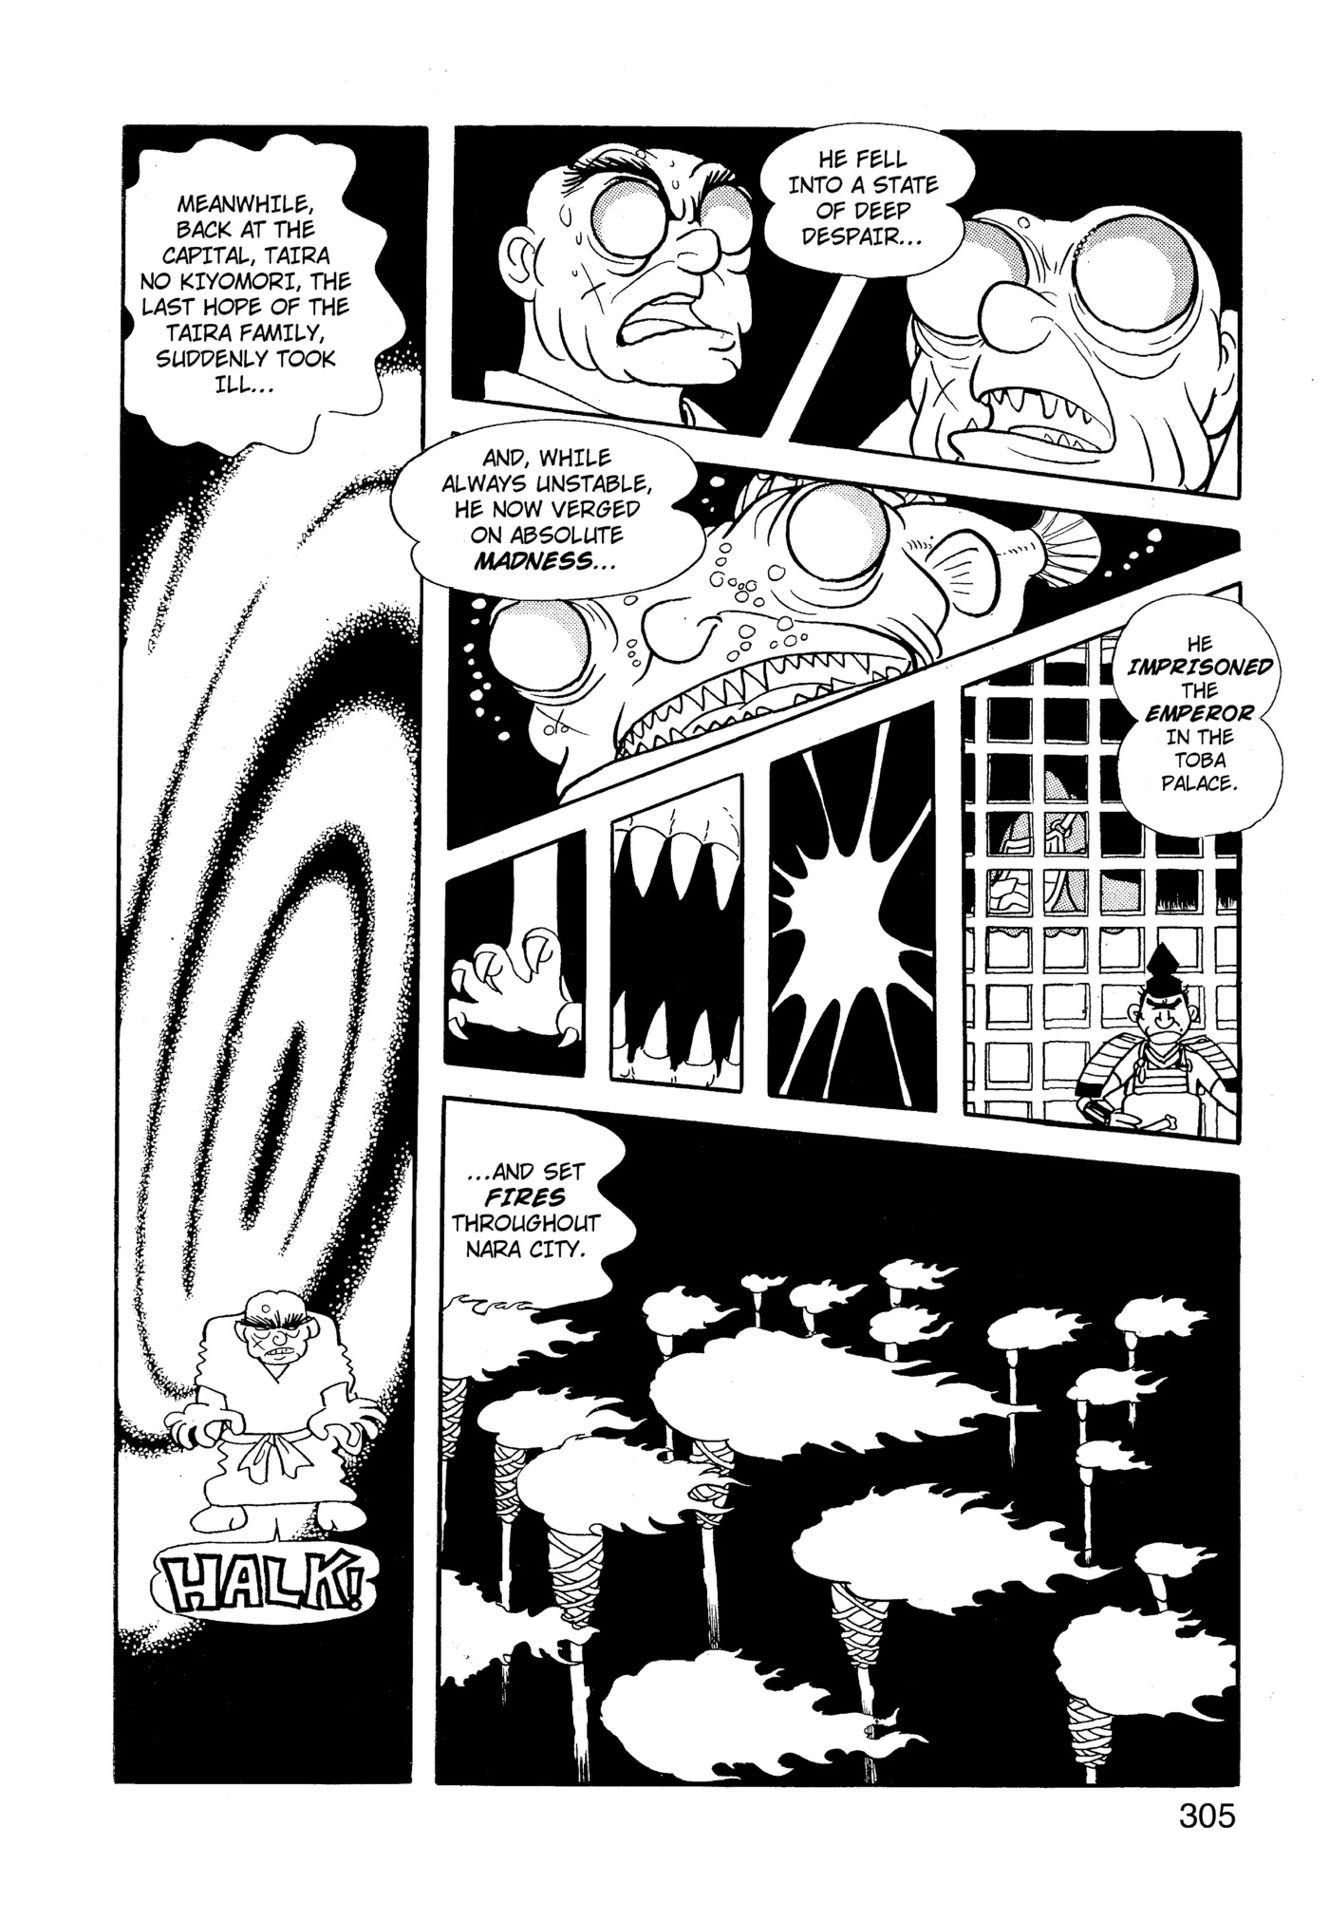 MEANWHILE,
BACK AT THE
CAPITAL, TAIRA
NO KIYOMORI, THE
LAST HOPE OF THE
TAIRA FAMILY,
SUDDENLY TOOK
ILL...
HALK!
HE FELL
INTO A STATE
OF DEEP
DESPAIR...
AND, WHILE
ALWAYS UNSTABLE,
HE NOW VERGED
ON ABSOLUTE
MADNESS...
HE
IMPRISONED
THE
EMPEROR
IN THE
TOBA
PALACE.
...AND SET
FIRES
THROUGHOUT
NARA CITY.
305